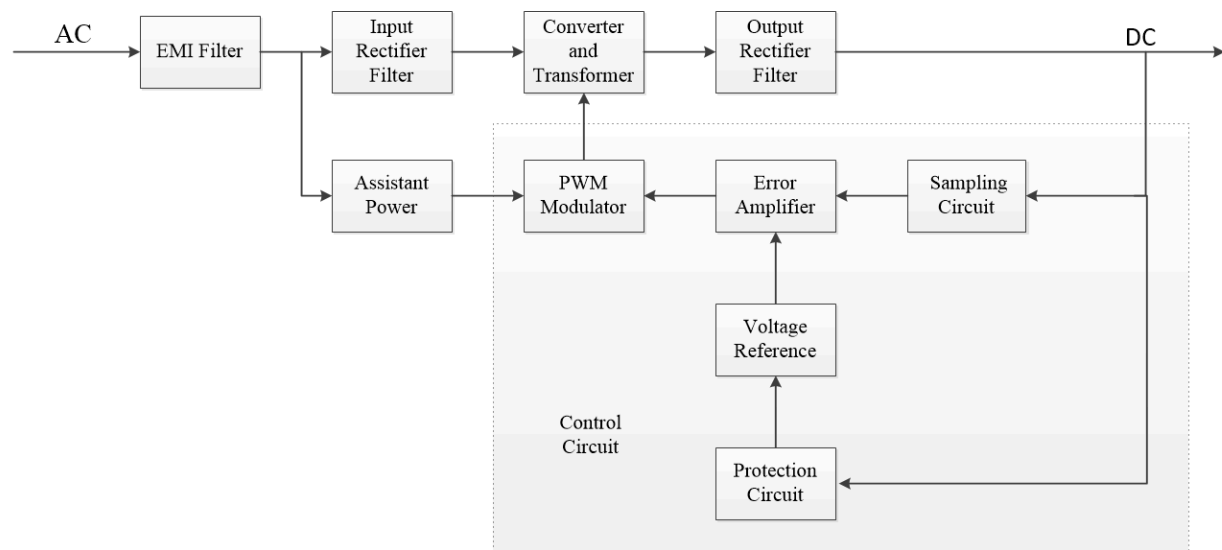 AC
EMI Filter
Input
Rectifier
Filter
Converter
and
Transformer
Output
Rectifier
Filter
DC
Assistant
Power
PWM
Modulator
Error
Amplifier
Sampling
Circuit
Voltage
Reference
Control
Circuit
Protection
Circuit